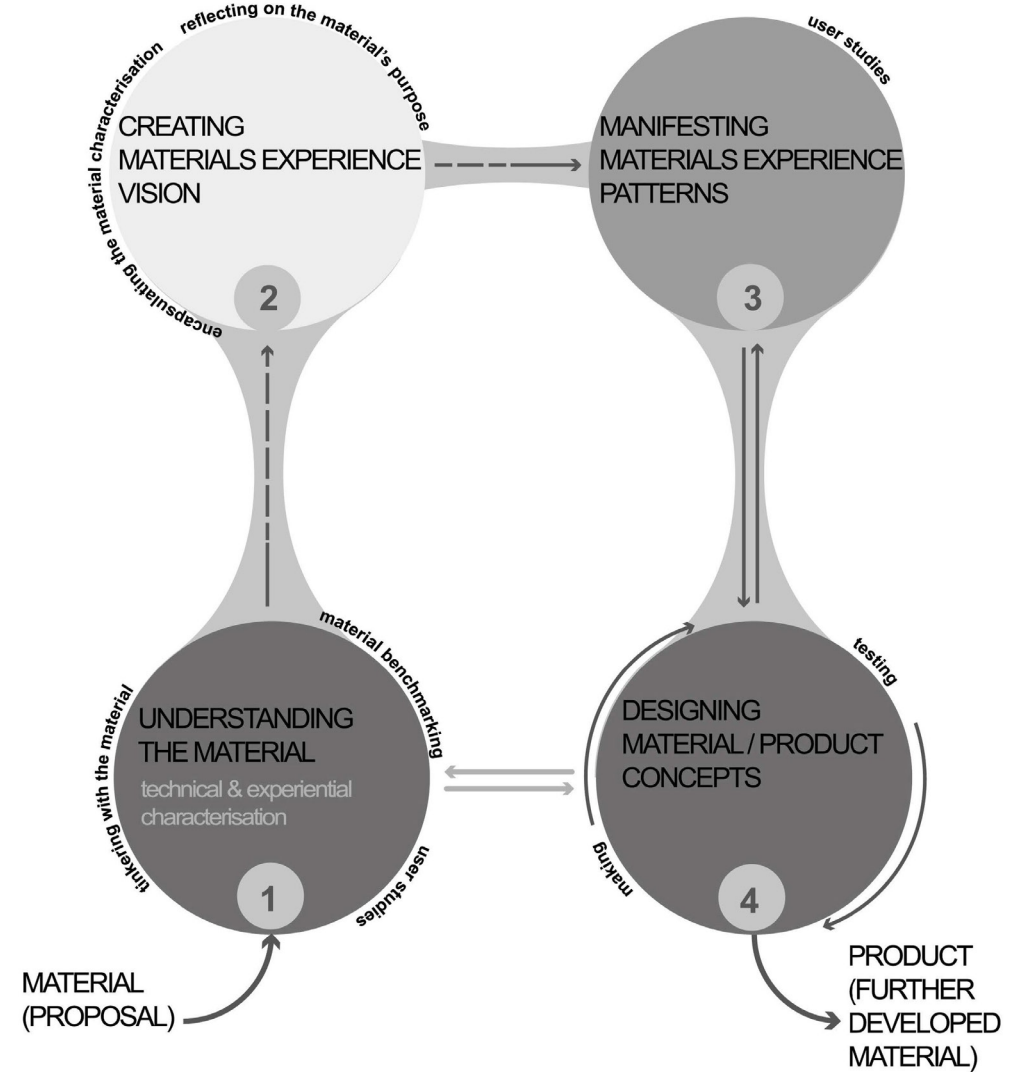 reflecting on the material's purpose
encapsulating the material characterisation
CREATING
MATERIALS EXPERIENCE
VISION
2
user studies
MANIFESTING
MATERIALS EXPERIENCE
PATTERNS
3
material benchmarking
tinkering with the material
UNDERSTANDING
THE MATERIAL
technical & experiential
characterisation
user studies
1
MATERIAL
(PROPOSAL)
testing
DESIGNING
MATERIAL / PRODUCT
CONCEPTS
making
4
PRODUCT
(FURTHER
DEVELOPED
MATERIAL)